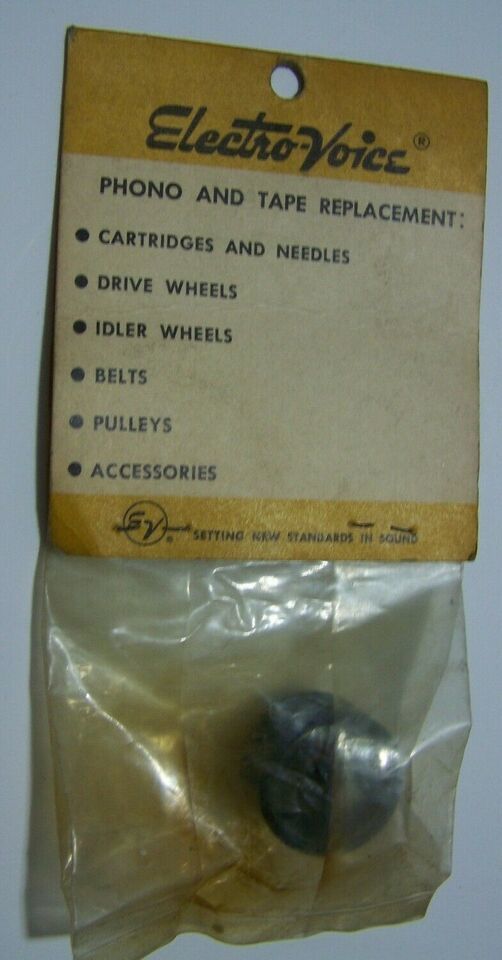 Electro-Voice®
PHONO AND TAPE REPLACEMENT:
• CARTRIDGES AND NEEDLES
• DRIVE WHEELS
• IDLER WHEELS
• BELTS
• PULLEYS
• ACCESSORIES
EV® SETTING NEW STANDARDS IN SOUND